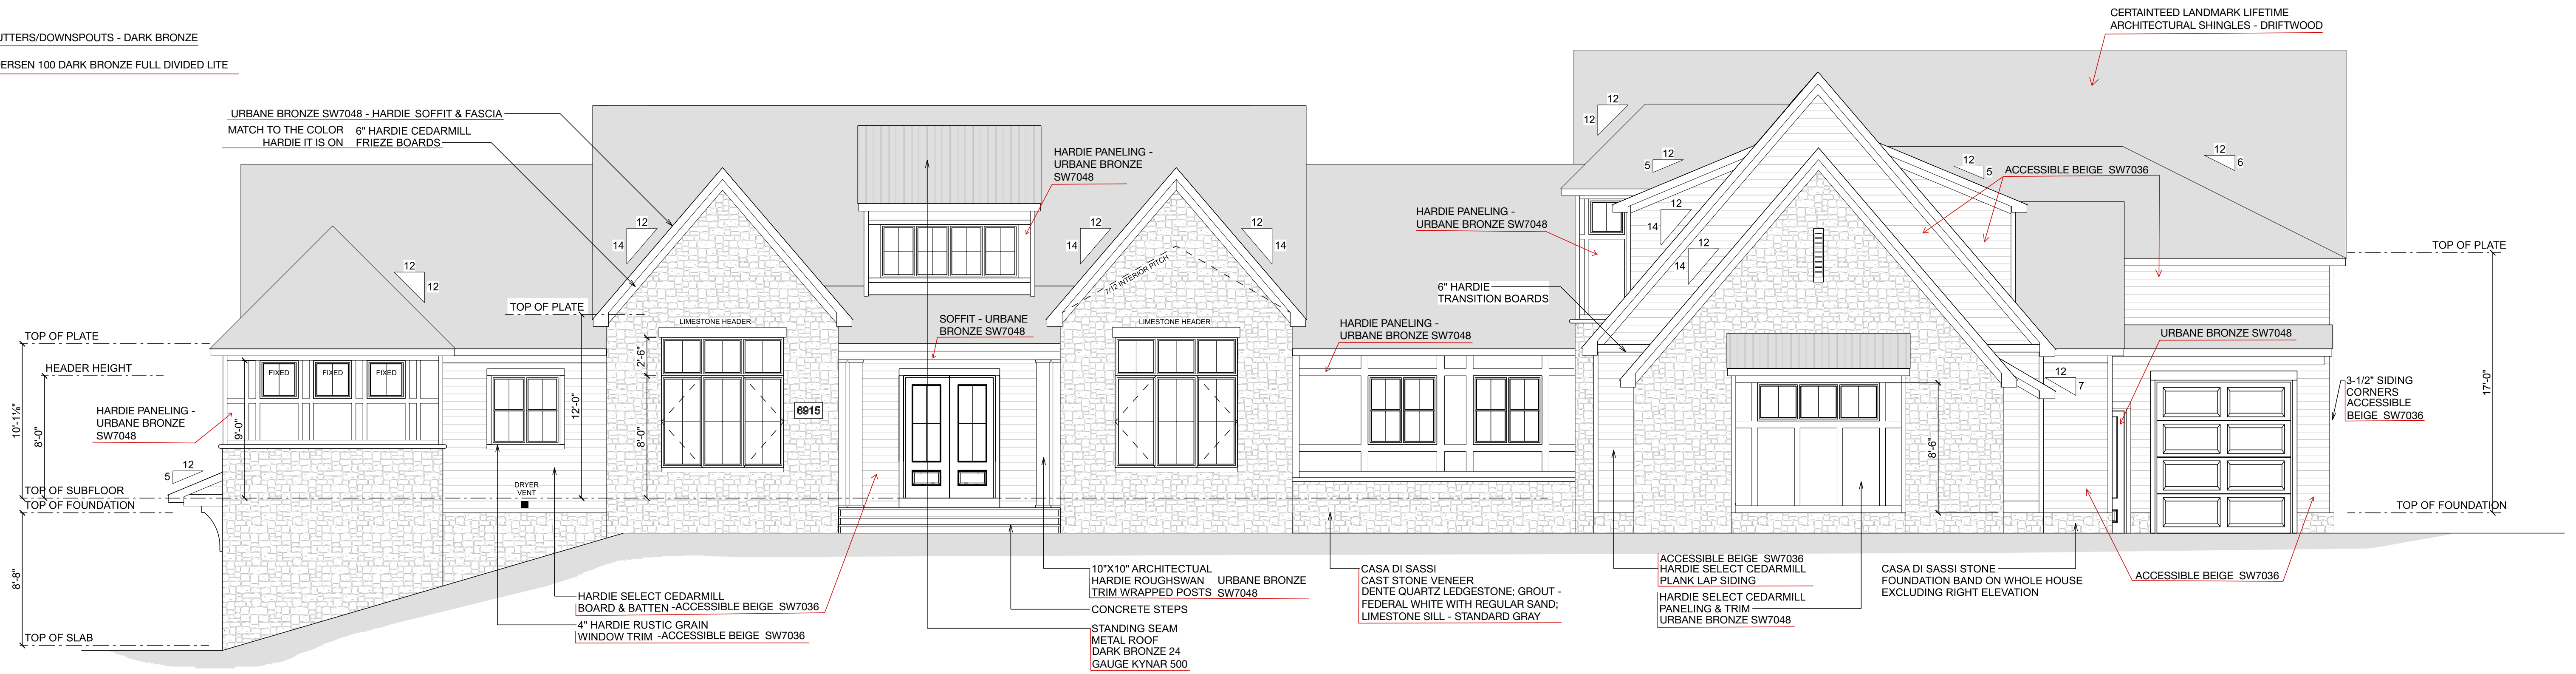 CERTAINTEED LANDMARK LIFETIME
ARCHITECTURAL SHINGLES - DRIFTWOOD
UTTERS/DOWNSPOUTS - DARK BRONZE
ERSEN 100 DARK BRONZE FULL DIVIDED LITE
URBANE BRONZE SW7048 - HARDIE SOFFIT & FASCIA
MATCH TO THE COLOR
HARDIE IT IS ON
6" HARDIE CEDARMILL
FRIEZE BOARDS
HARDIE PANELING -
URBANE BRONZE
SW7048
12
12
12
5
12
5
12
6
ACCESSIBLE BEIGE SW7036
HARDIE PANELING -
URBANE BRONZE SW7048
12
14
12
14
12
14
12
14
12
14
7/12 INTERIOR PITCH
TOP OF PLATE
12
12
6" HARDIE
TRANSITION BOARDS
TOP OF PLATE
LIMESTONE HEADER
SOFFIT - URBANE
BRONZE SW7048
LIMESTONE HEADER
HARDIE PANELING -
URBANE BRONZE SW7048
URBANE BRONZE SW7048
TOP OF PLATE
HEADER HEIGHT
FIXED
FIXED
FIXED
2'-6"
12'-0"
8'-0"
6915
10'-1⅛"
8'-0"
9'-0"
HARDIE PANELING -
URBANE BRONZE
SW7048
12
7
3-1/2" SIDING
CORNERS
ACCESSIBLE
BEIGE SW7036
17'-0"
8'-6"
12
5
DRYER
VENT
TOP OF SUBFLOOR
TOP OF FOUNDATION
TOP OF FOUNDATION
8'-8"
TOP OF SLAB
HARDIE SELECT CEDARMILL
BOARD & BATTEN -ACCESSIBLE BEIGE SW7036
4" HARDIE RUSTIC GRAIN
WINDOW TRIM -ACCESSIBLE BEIGE SW7036
10"X10" ARCHITECTUAL
HARDIE ROUGHSWAN
TRIM WRAPPED POSTS
URBANE BRONZE
SW7048
CONCRETE STEPS
STANDING SEAM
METAL ROOF
DARK BRONZE 24
GAUGE KYNAR 500
CASA DI SASSI
CAST STONE VENEER
DENTE QUARTZ LEDGESTONE; GROUT -
FEDERAL WHITE WITH REGULAR SAND;
LIMESTONE SILL - STANDARD GRAY
ACCESSIBLE BEIGE SW7036
HARDIE SELECT CEDARMILL
PLANK LAP SIDING
HARDIE SELECT CEDARMILL
PANELING & TRIM
URBANE BRONZE SW7048
CASA DI SASSI STONE
FOUNDATION BAND ON WHOLE HOUSE
EXCLUDING RIGHT ELEVATION
ACCESSIBLE BEIGE SW7036